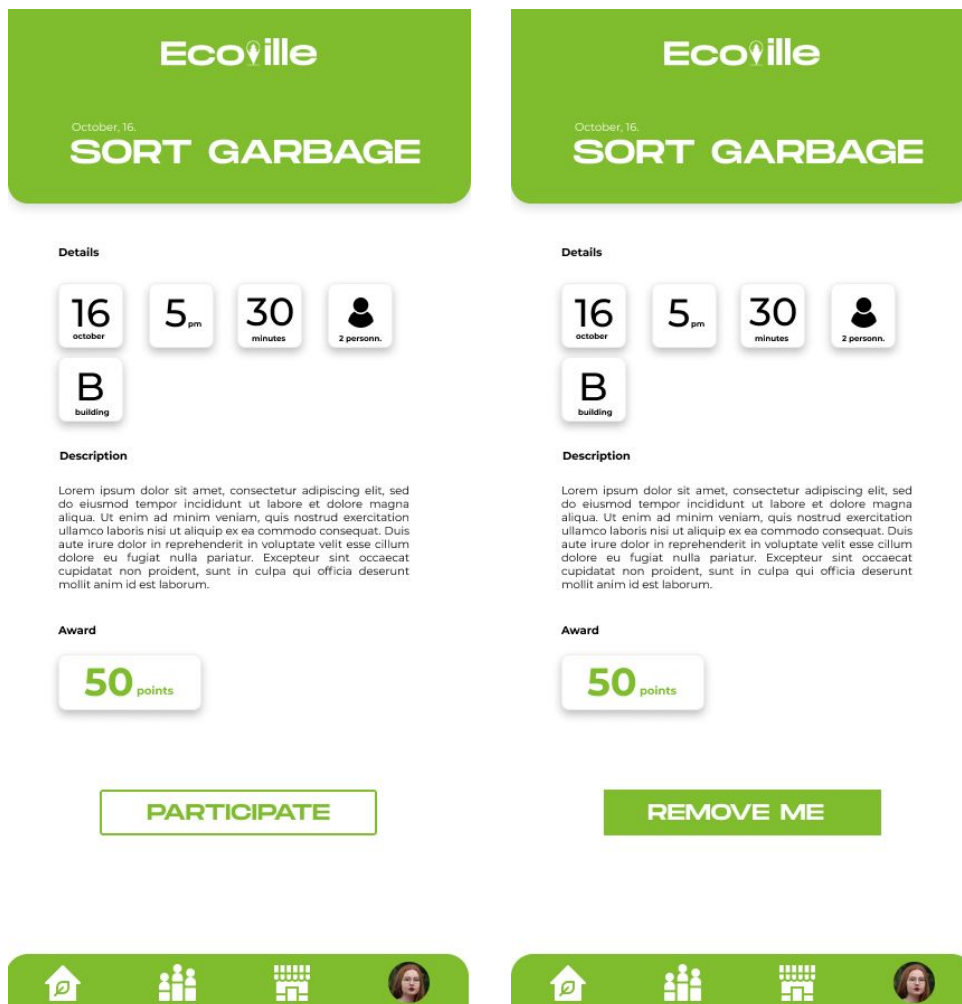 Ecoville
October, 16.
SORT GARBAGE
Details
16
october
5 pm
30
minutes
2 personn.
B
building
Description
Lorem ipsum dolor sit amet, consectetur adipiscing elit, sed
do eiusmod tempor incididunt ut labore et dolore magna
aliqua. Ut enim ad minim veniam, quis nostrud exercitation
ullamco laboris nisi ut aliquip ex ea commodo consequat. Duis
aute irure dolor in reprehenderit in voluptate velit esse cillum
dolore eu fugiat nulla pariatur. Excepteur sint occaecat
cupidatat non proident, sunt in culpa qui officia deserunt
mollit anim id est laborum.
Award
50 points
PARTICIPATE
Ecoville
October, 16.
SORT GARBAGE
Details
16
october
5 pm
30
minutes
2 personn.
B
building
Description
Lorem ipsum dolor sit amet, consectetur adipiscing elit, sed
do eiusmod tempor incididunt ut labore et dolore magna
aliqua. Ut enim ad minim veniam, quis nostrud exercitation
ullamco laboris nisi ut aliquip ex ea commodo consequat. Duis
aute irure dolor in reprehenderit in voluptate velit esse cillum
dolore eu fugiat nulla pariatur. Excepteur sint occaecat
cupidatat non proident, sunt in culpa qui officia deserunt
mollit anim id est laborum.
Award
50 points
REMOVE ME